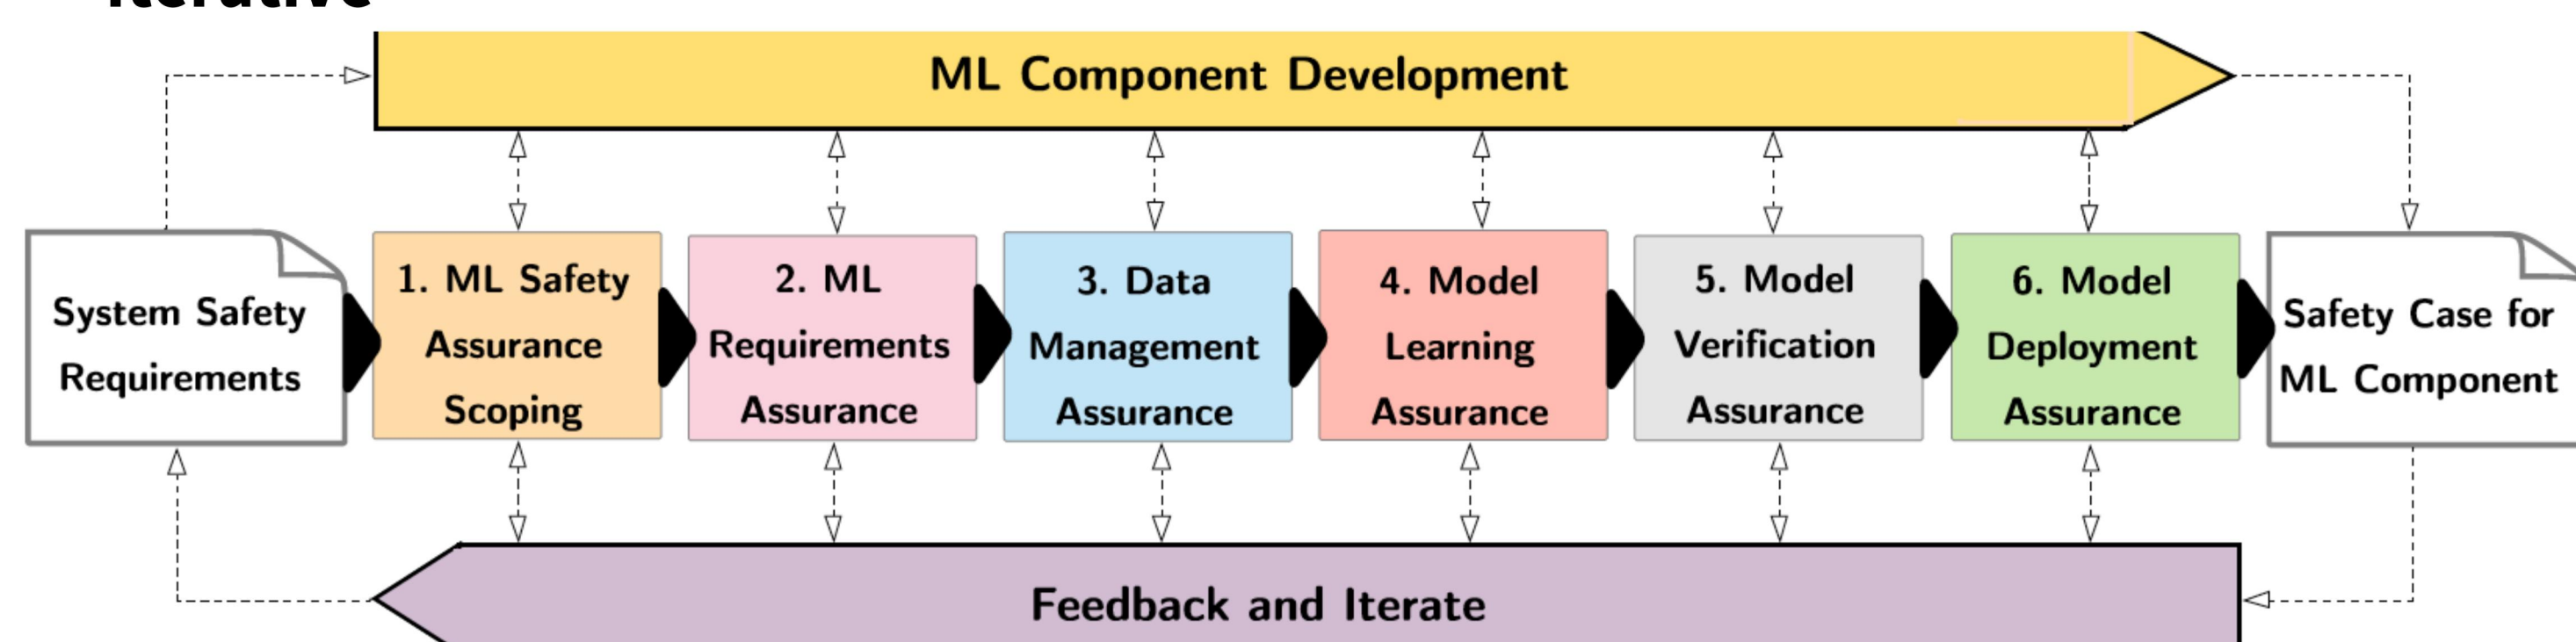 Iterative
ML Component Development
System Safety
Requirements
1. ML Safety
Assurance
Scoping
2. ML
Requirements
Assurance
3. Data
Management
Assurance
4. Model
Learning
Assurance
5. Model
Verification
Assurance
6. Model
Deployment
Assurance
Safety Case for
ML Component
Feedback and Iterate